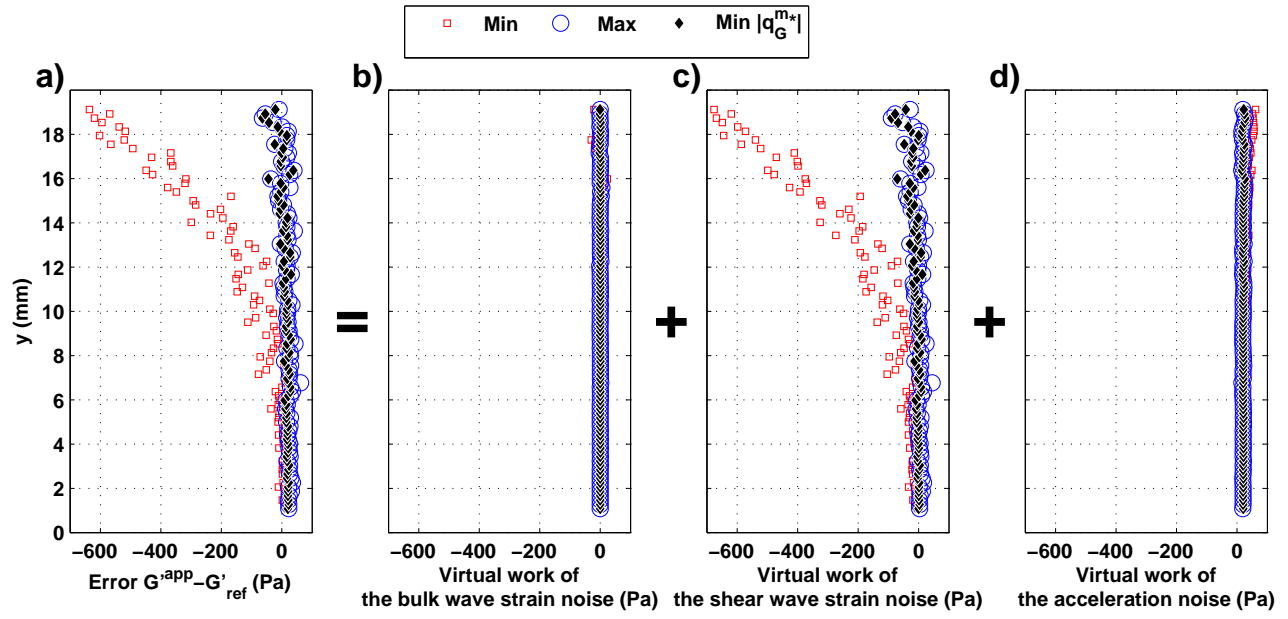 Min Max Min |q_G^m*|
a) b) c) d)
18
16
14
12
10
8
6
4
2
0
y (mm)
= + +
−600 −400 −200 0 −600 −400 −200 0 −600 −400 −200 0 −600 −400 −200 0
Error G'^app−G'_ref (Pa)
Virtual work of
the bulk wave strain noise (Pa)
Virtual work of
the shear wave strain noise (Pa)
Virtual work of
the acceleration noise (Pa)